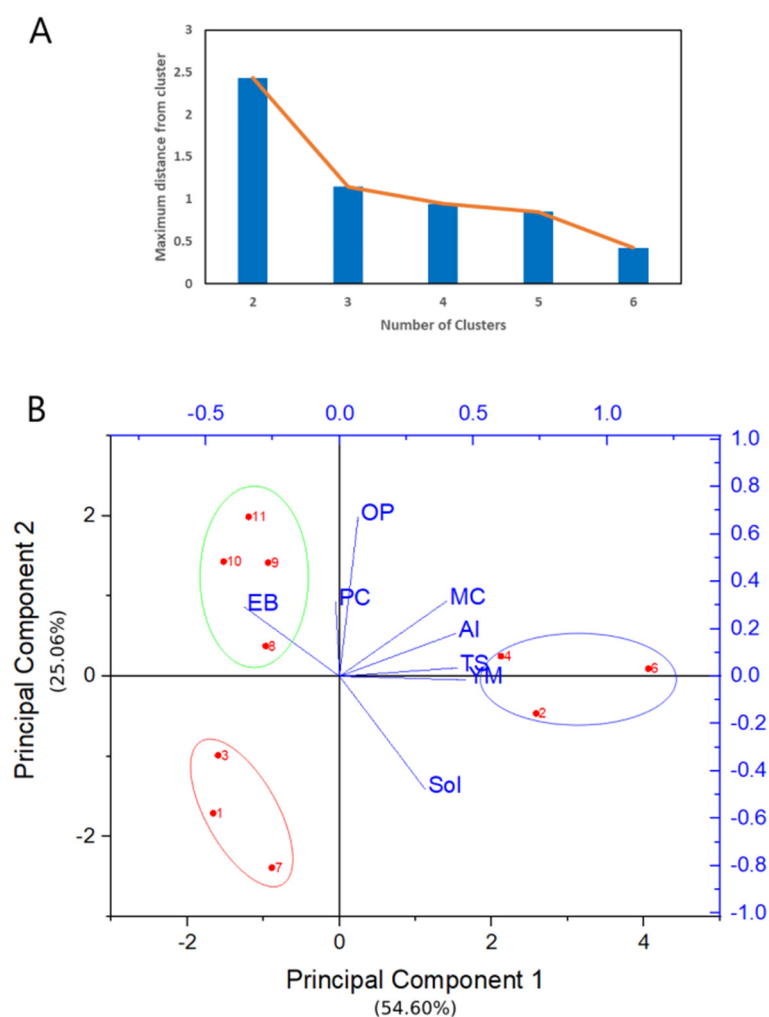 A
3
2.5
2
1.5
1
0.5
0
Maximum distance from cluster
2 3 4 5 6
Number of Clusters
B
-0.5 0.0 0.5 1.0
1.0
0.8
0.6
0.4
0.2
0.0
-0.2
-0.4
-0.6
-0.8
-1.0
2
0
-2
Principal Component 2
(25.06%)
11
10
9
8
OP
EB
PC
MC
AI
TS
YM
Sol
4
6
2
3
1
7
-2 0 2 4
Principal Component 1
(54.60%)